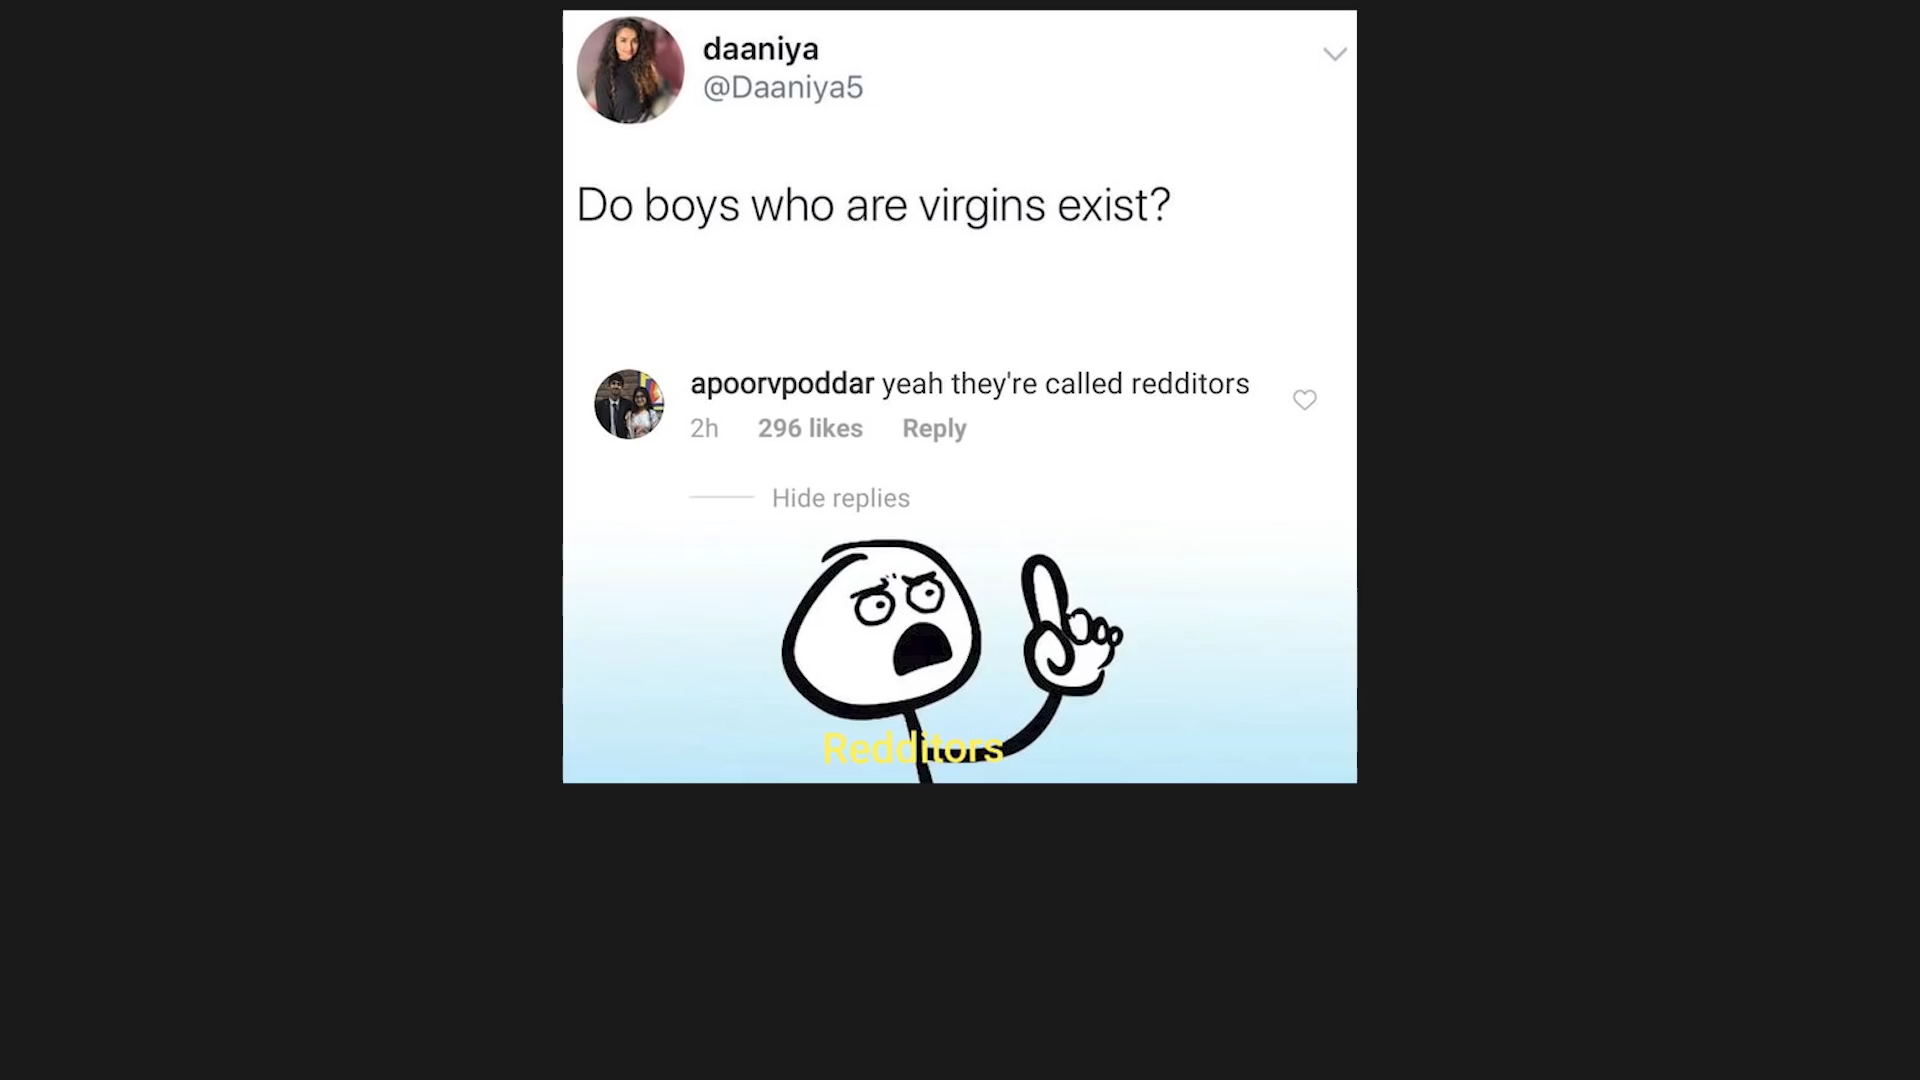 daaniya
@Daaniya5
Do boys who are virgins exist?
apoorvpoddar yeah they're called redditors
2h 296 likes Reply
Hide replies
Redditors